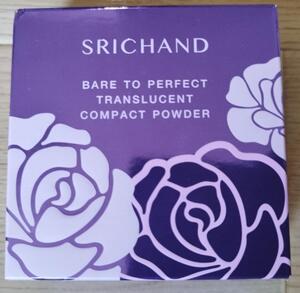 SRICHAND
BARE TO PERFECT
TRANSLUCENT
COMPACT POWDER